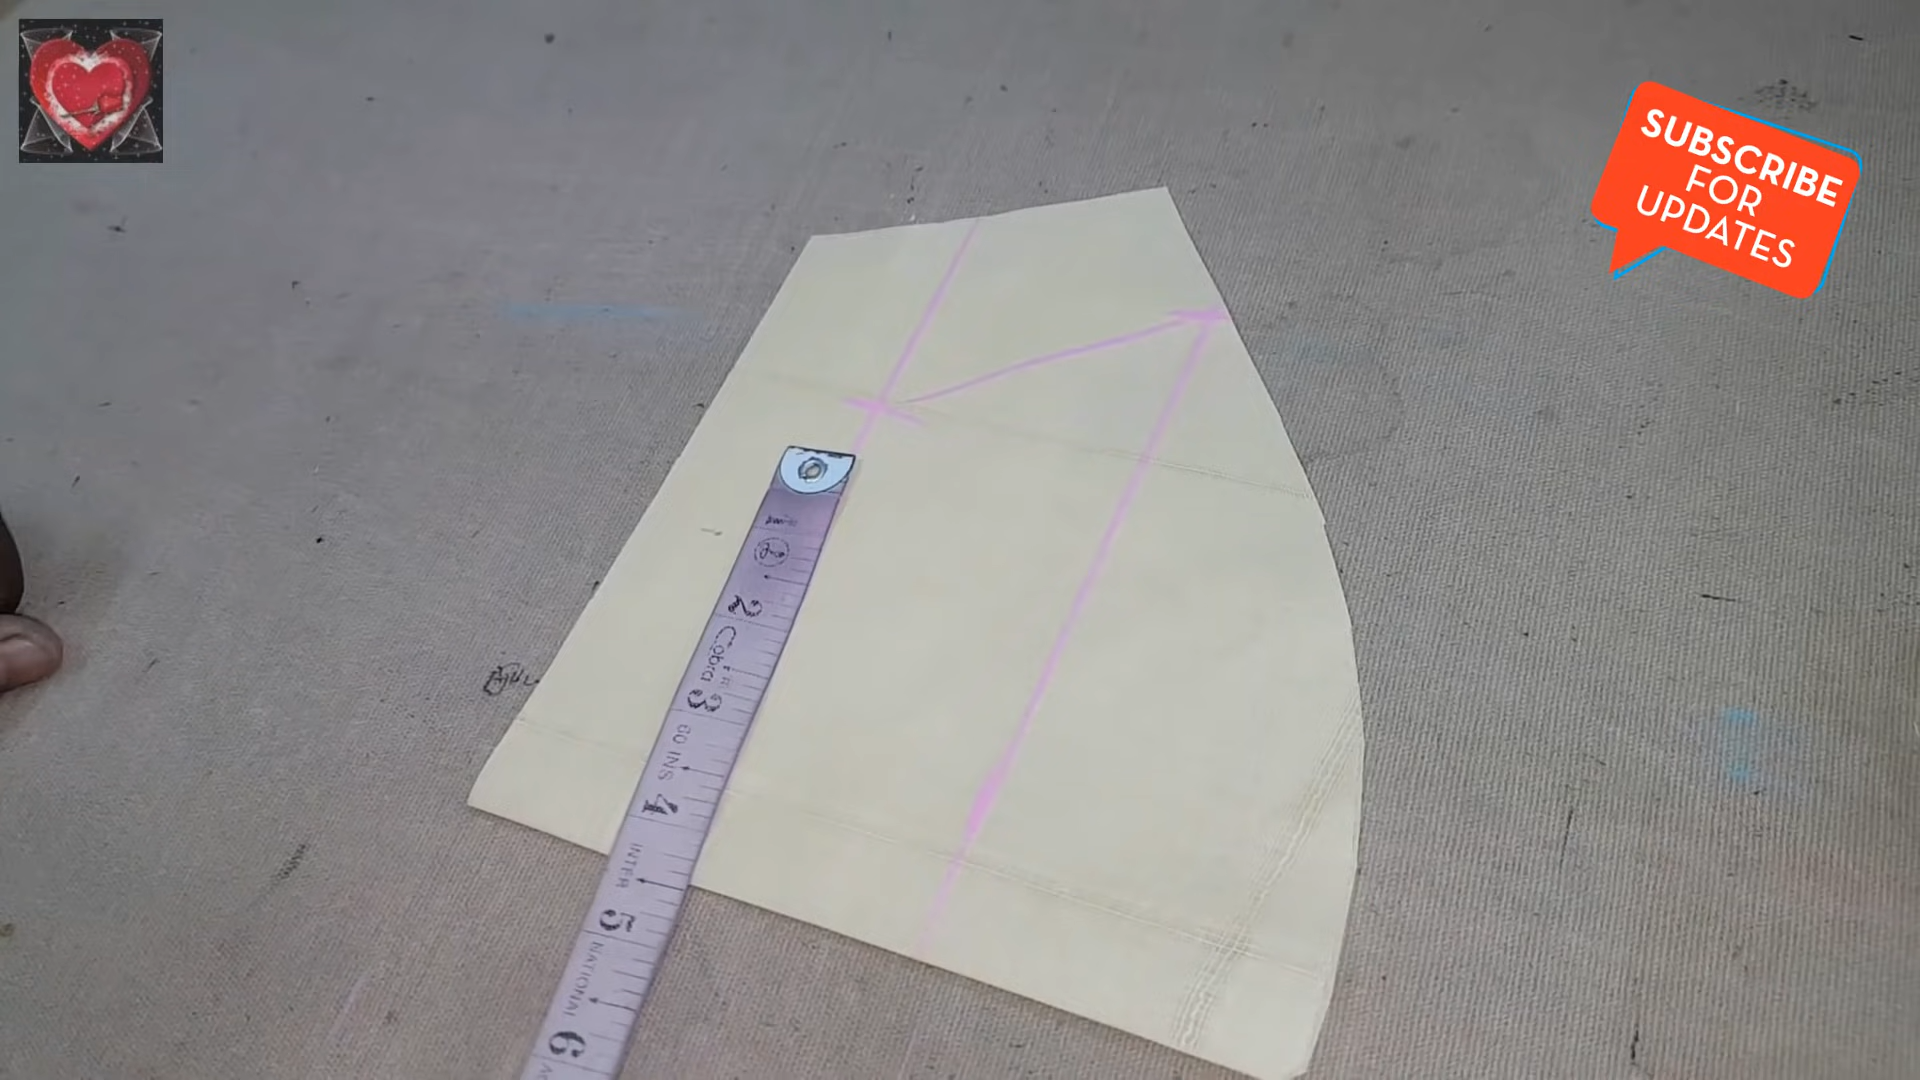 SUBSCRIBE
FOR
UPDATES
2
Cobra
3
60 INS
4
INTER
5
NATIONAL
6